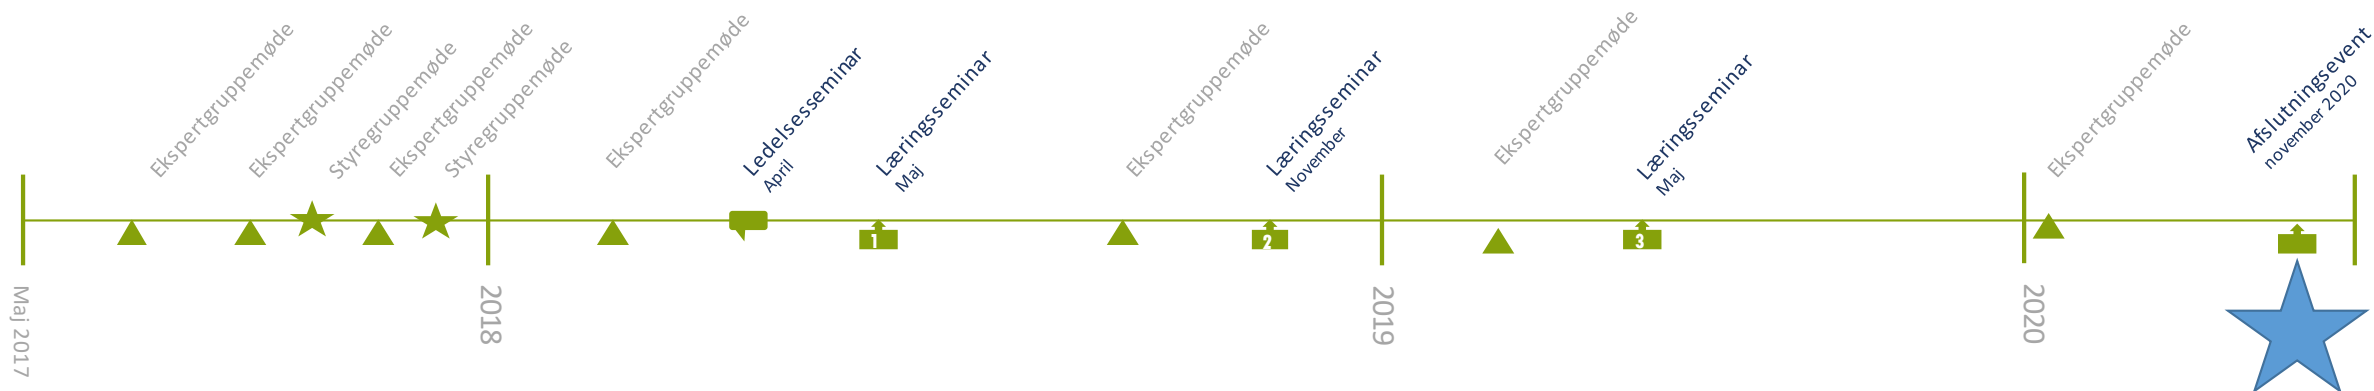 Ekspertgruppemøde
Ekspertgruppemøde
Styregruppemøde
Ekspertgruppemøde
Styregruppemøde
Ekspertgruppemøde
Ledelsesseminar
April
Læringsseminar
Maj
Ekspertgruppemøde
Læringsseminar
November
Ekspertgruppemøde
Læringsseminar
Maj
Ekspertgruppemøde
Afslutningsevent
november 2020
1
2
3
Maj 2017
2018
2019
2020